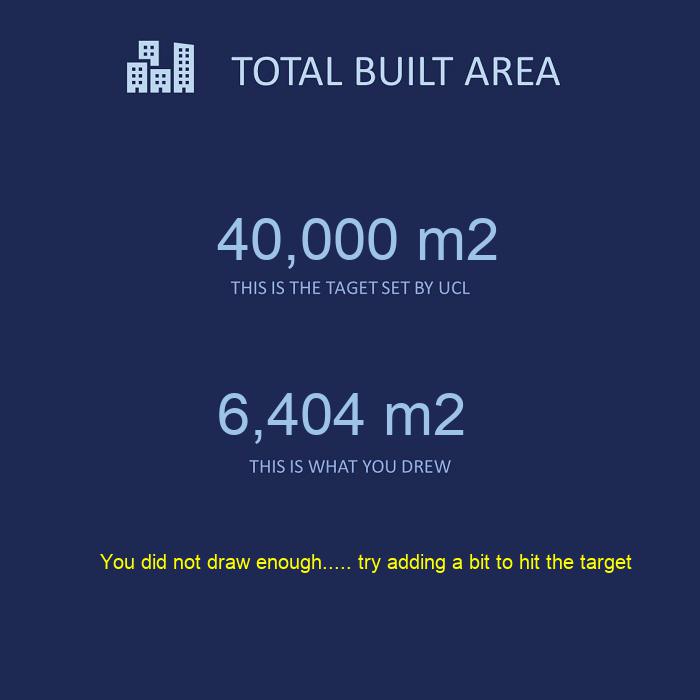 TOTAL BUILT AREA
40,000 m2
THIS IS THE TAGET SET BY UCL
6,404 m2
THIS IS WHAT YOU DREW
You did not draw enough..... try adding a bit to hit the target